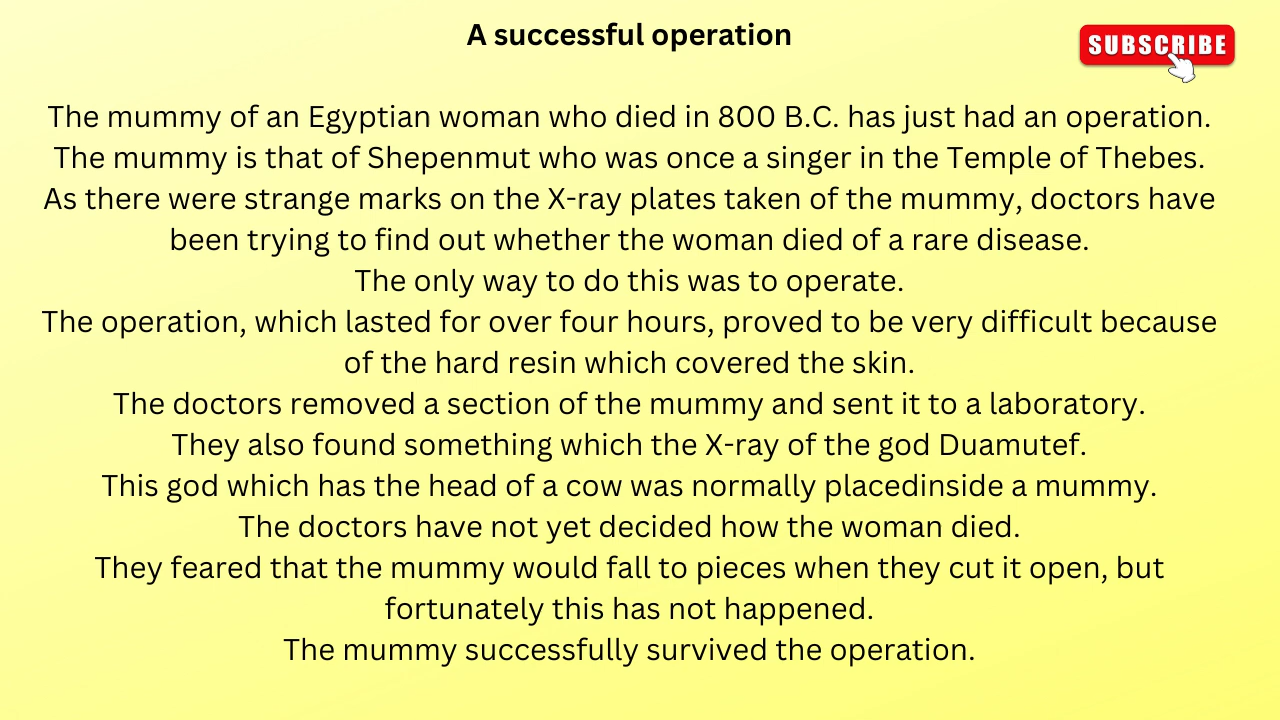 A successful operation
SUBSCRIBE
The mummy of an Egyptian woman who died in 800 B.C. has just had an operation.
The mummy is that of Shepenmut who was once a singer in the Temple of Thebes.
As there were strange marks on the X-ray plates taken of the mummy, doctors have
been trying to find out whether the woman died of a rare disease.
The only way to do this was to operate.
The operation, which lasted for over four hours, proved to be very difficult because
of the hard resin which covered the skin.
The doctors removed a section of the mummy and sent it to a laboratory.
They also found something which the X-ray of the god Duamutef.
This god which has the head of a cow was normally placedinside a mummy.
The doctors have not yet decided how the woman died.
They feared that the mummy would fall to pieces when they cut it open, but
fortunately this has not happened.
The mummy successfully survived the operation.